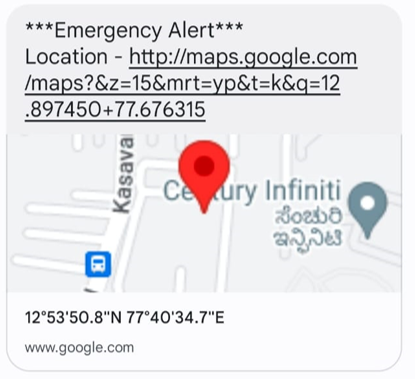 ***Emergency Alert***
Location - http://maps.google.com
/maps?&z=15&mrt=yp&t=k&q=12
.897450+77.676315
Kasava
Century Infiniti
ಸೆಂಚುರಿ
ಇನ್ಫಿನಿಟಿ
12°53'50.8"N 77°40'34.7"E
www.google.com